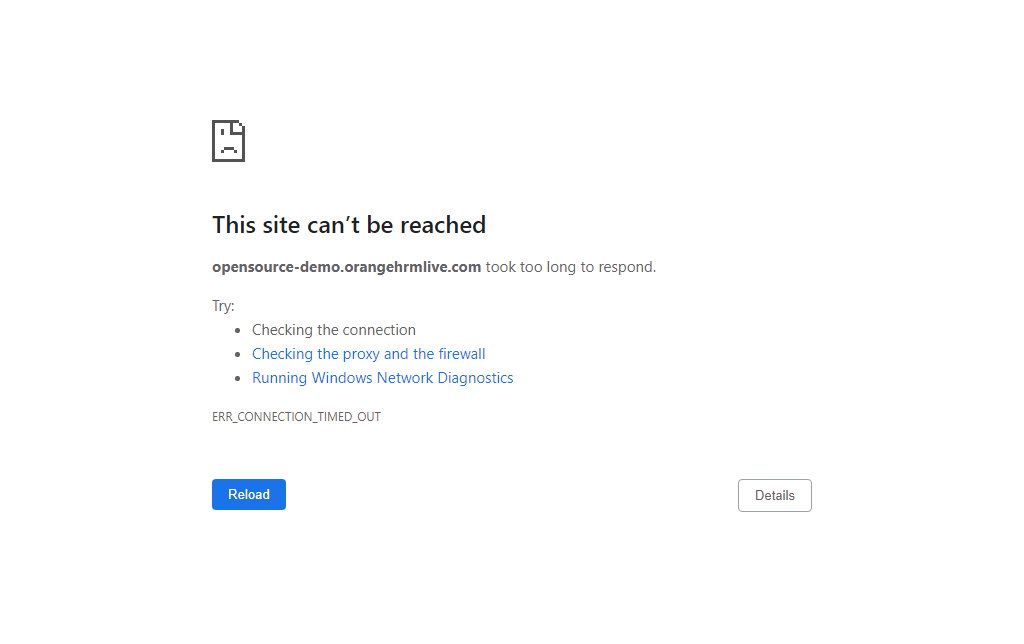 This site can’t be reached
opensource-demo.orangehrmlive.com took too long to respond.
Try:
Checking the connection
Checking the proxy and the firewall
Running Windows Network Diagnostics
ERR_CONNECTION_TIMED_OUT
Reload
Details